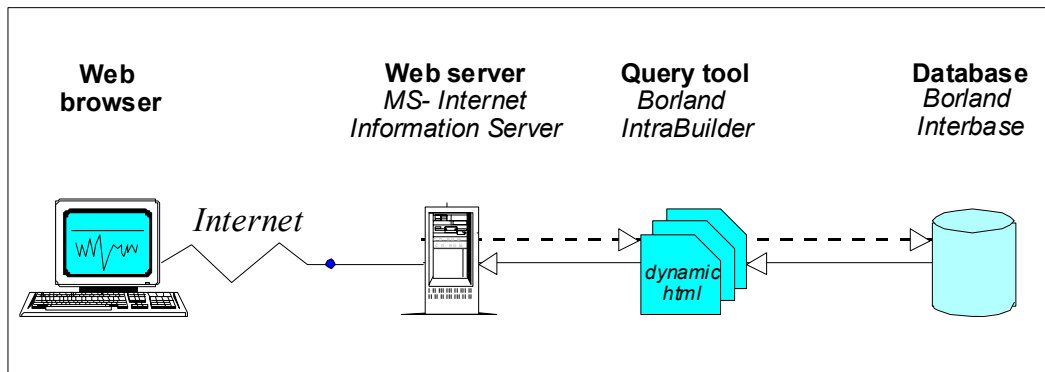 Web
browser
Web server
MS- Internet
Information Server
Query tool
Borland
IntraBuilder
Database
Borland
Interbase
Internet
dynamic
html